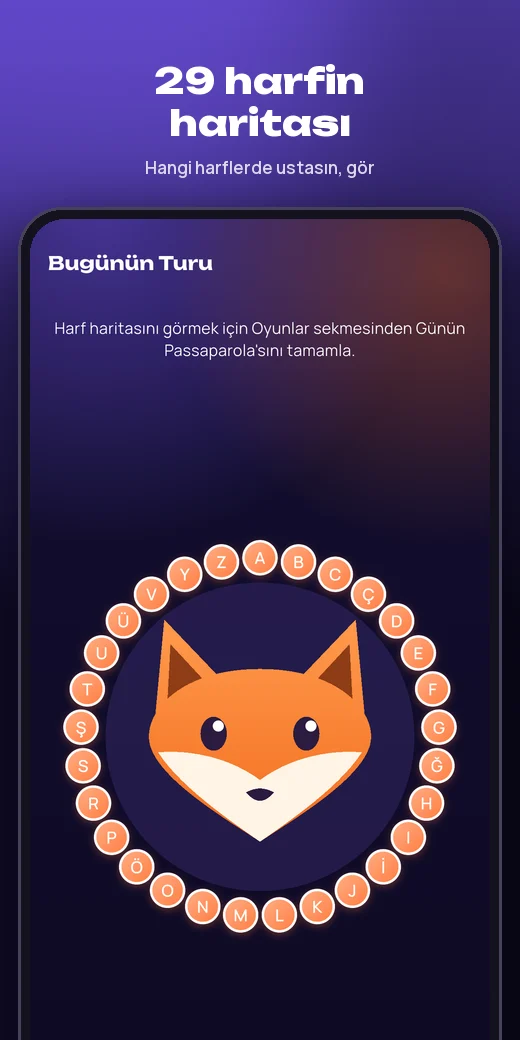 29 harfin
haritası
Hangi harflerde ustasın, gör
Bugünün Turu
Harf haritasını görmek için Oyunlar sekmesinden Günün
Passaparola'sını tamamla.
A
B
C
Ç
D
E
F
G
Ğ
H
I
İ
J
K
L
M
N
O
Ö
P
R
S
Ş
T
U
Ü
V
Y
Z